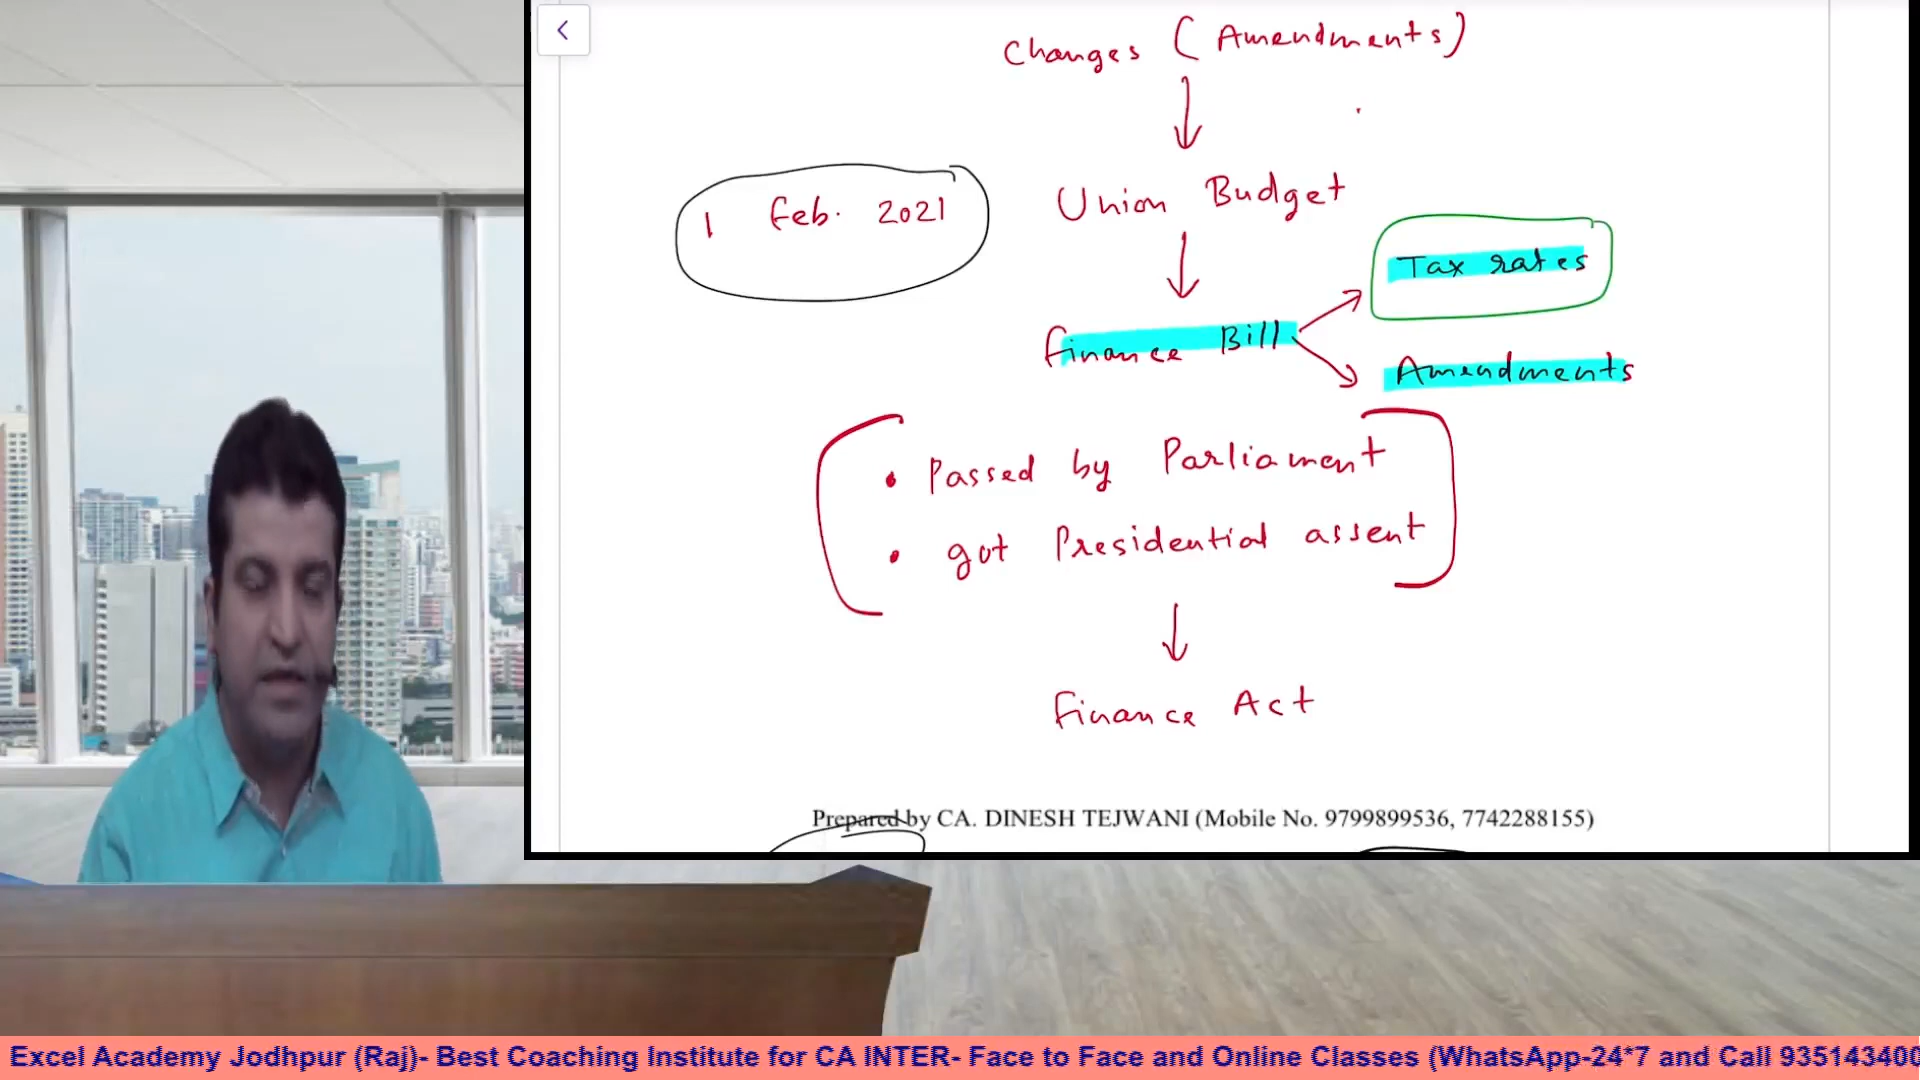 Changes (Amendments)
1 Feb. 2021
Union Budget
Tax rates
Finance Bill
Amendments
• Passed by Parliament
• got Presidential assent
Finance Act
Prepared by CA. DINESH TEJWANI (Mobile No. 9799899536, 7742288155)
Excel Academy Jodhpur (Raj)- Best Coaching Institute for CA INTER- Face to Face and Online Classes (WhatsApp-24*7 and Call 935143400